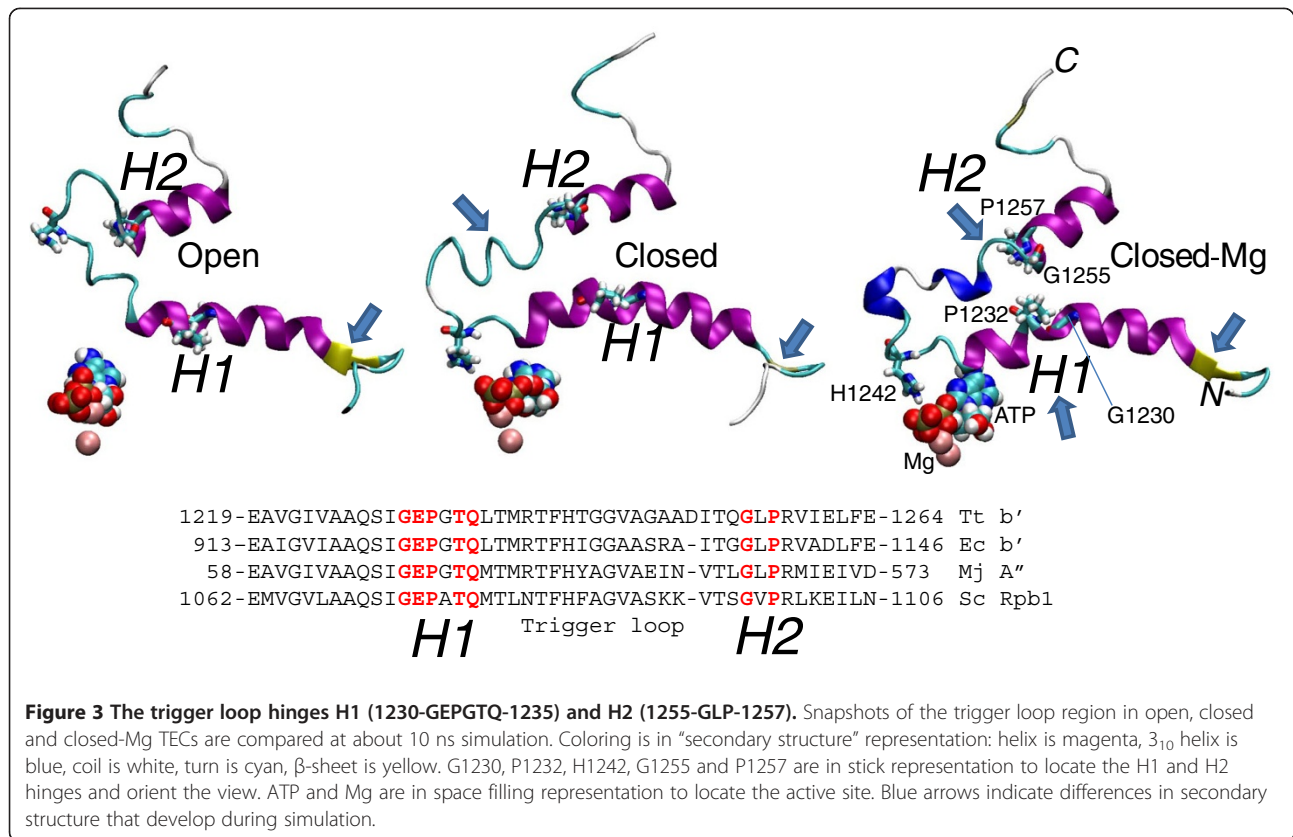 H2
Open
H1
H2
Closed
H1
C
H2
P1257
Closed-Mg
G1255
P1232
H1242
H1
N
ATP
G1230
Mg
1219-EAVGIVAAQSIGEPGTQLTMRTFHTGGVAGAADITQGLPRVIELFE-1264 Tt b’
913–EAIGVIAAQSIGEPGTQLTMRTFHIGGAASRA-ITGGLPRVADLFE-1146 Ec b’
58-EAVGIVAAQSIGEPGTQMTMRTFHYAGVAEIN-VTLGLPRMIEIVD-573 Mj A”
1062-EMVGVLAAQSIGEPATQMTLNTFHFAGVASKK-VTSGVPRLKEILN-1106 Sc Rpb1
H1 Trigger loop H2
Figure 3 The trigger loop hinges H1 (1230-GEPGTQ-1235) and H2 (1255-GLP-1257). Snapshots of the trigger loop region in open, closed
and closed-Mg TECs are compared at about 10 ns simulation. Coloring is in “secondary structure” representation: helix is magenta, 3₁₀ helix is
blue, coil is white, turn is cyan, β-sheet is yellow. G1230, P1232, H1242, G1255 and P1257 are in stick representation to locate the H1 and H2
hinges and orient the view. ATP and Mg are in space filling representation to locate the active site. Blue arrows indicate differences in secondary
structure that develop during simulation.